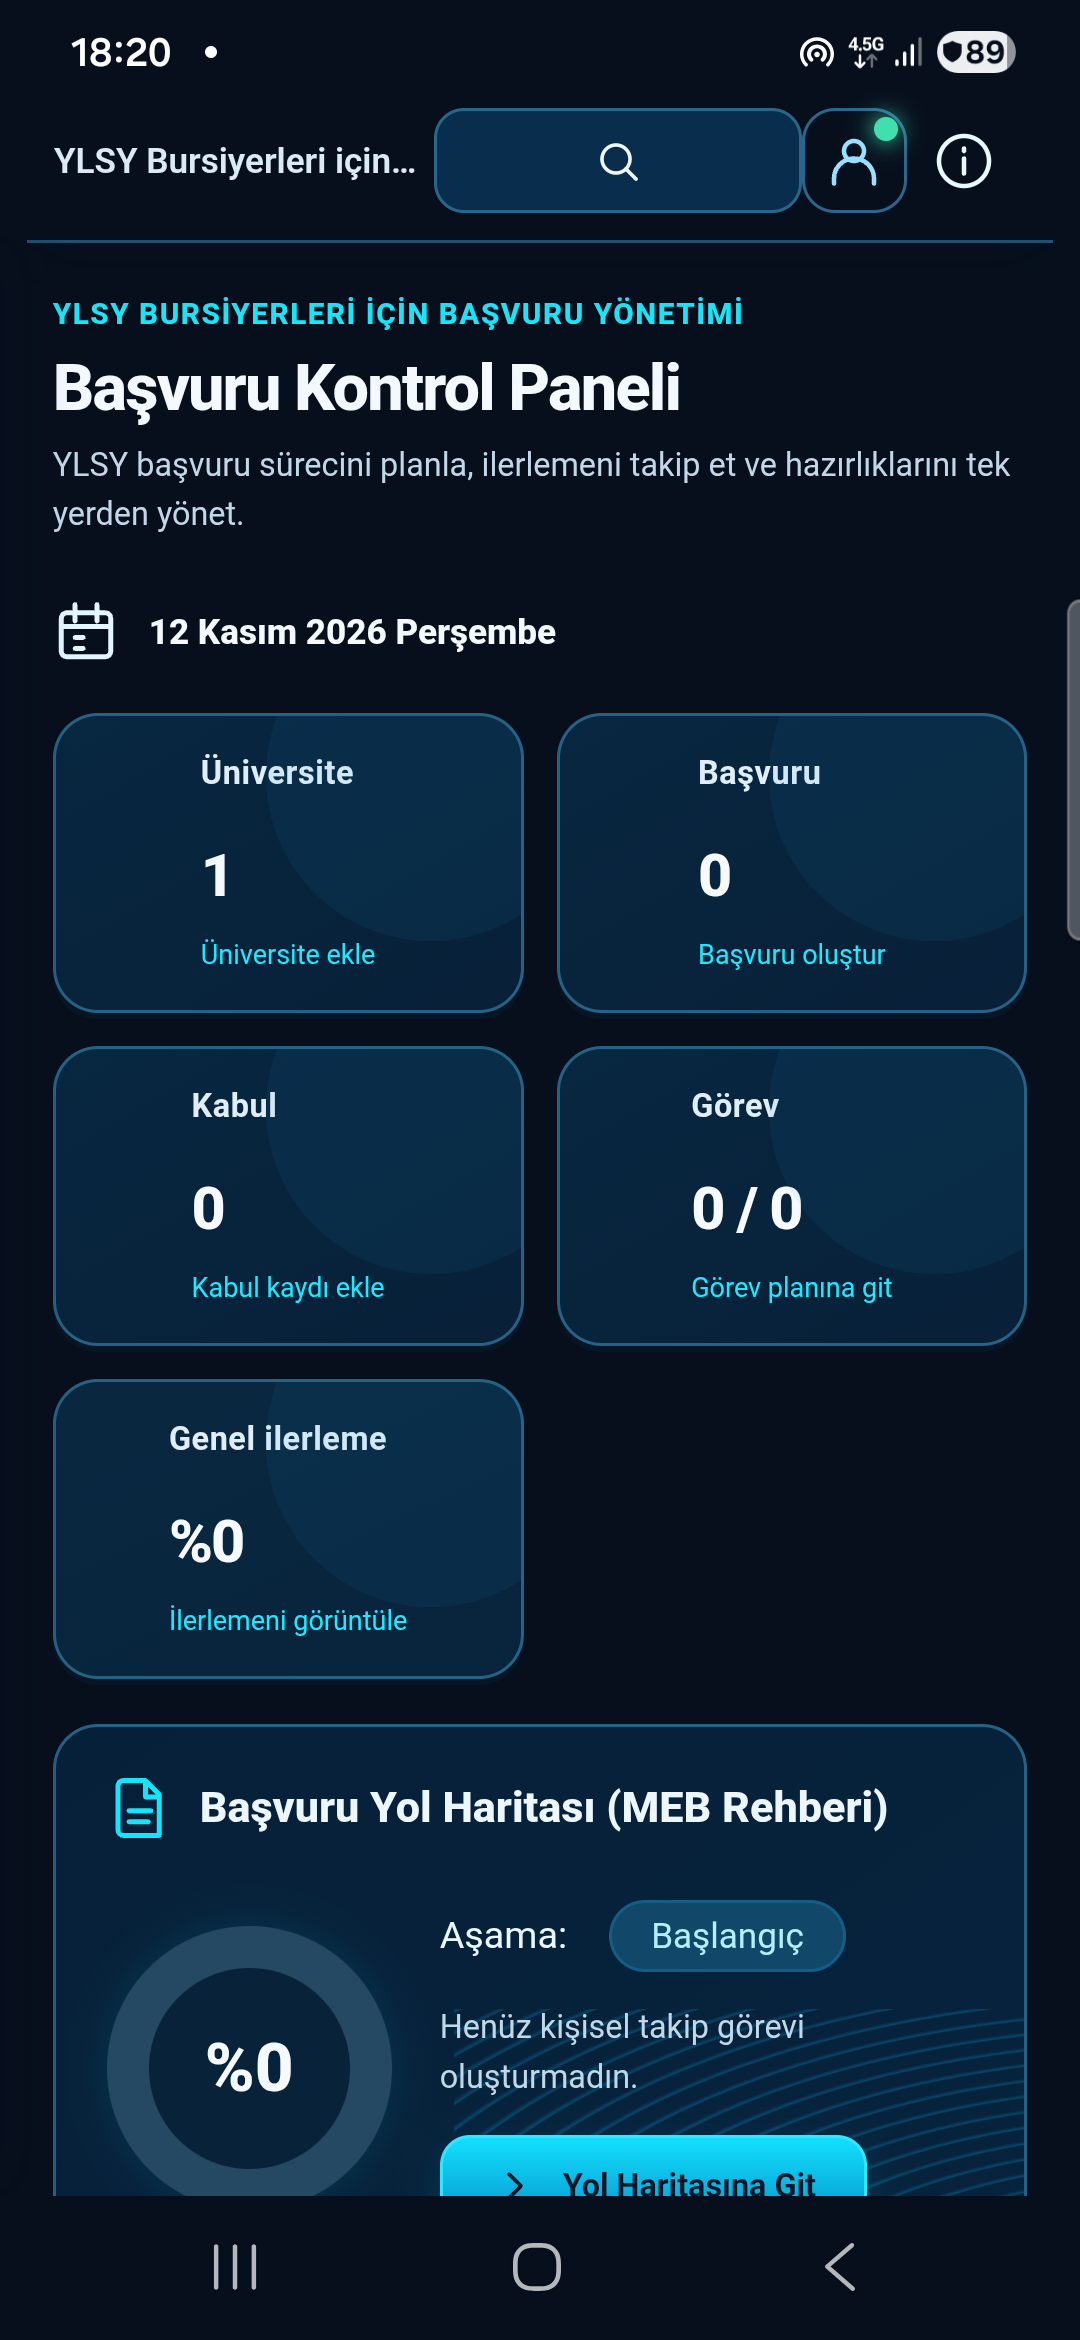 18:20
4.5G
89
YLSY Bursiyerleri için...
YLSY BURSİYERLERİ İÇİN BAŞVURU YÖNETİMİ
Başvuru Kontrol Paneli
YLSY başvuru sürecini planla, ilerlemeni takip et ve hazırlıklarını tek
yerden yönet.
12 Kasım 2026 Perşembe
Üniversite
1
Üniversite ekle
Başvuru
0
Başvuru oluştur
Kabul
0
Kabul kaydı ekle
Görev
0 / 0
Görev planına git
Genel ilerleme
%0
İlerlemeni görüntüle
Başvuru Yol Haritası (MEB Rehberi)
%0
Aşama:
Başlangıç
Henüz kişisel takip görevi
oluşturmadın.
Yol Haritasına Git